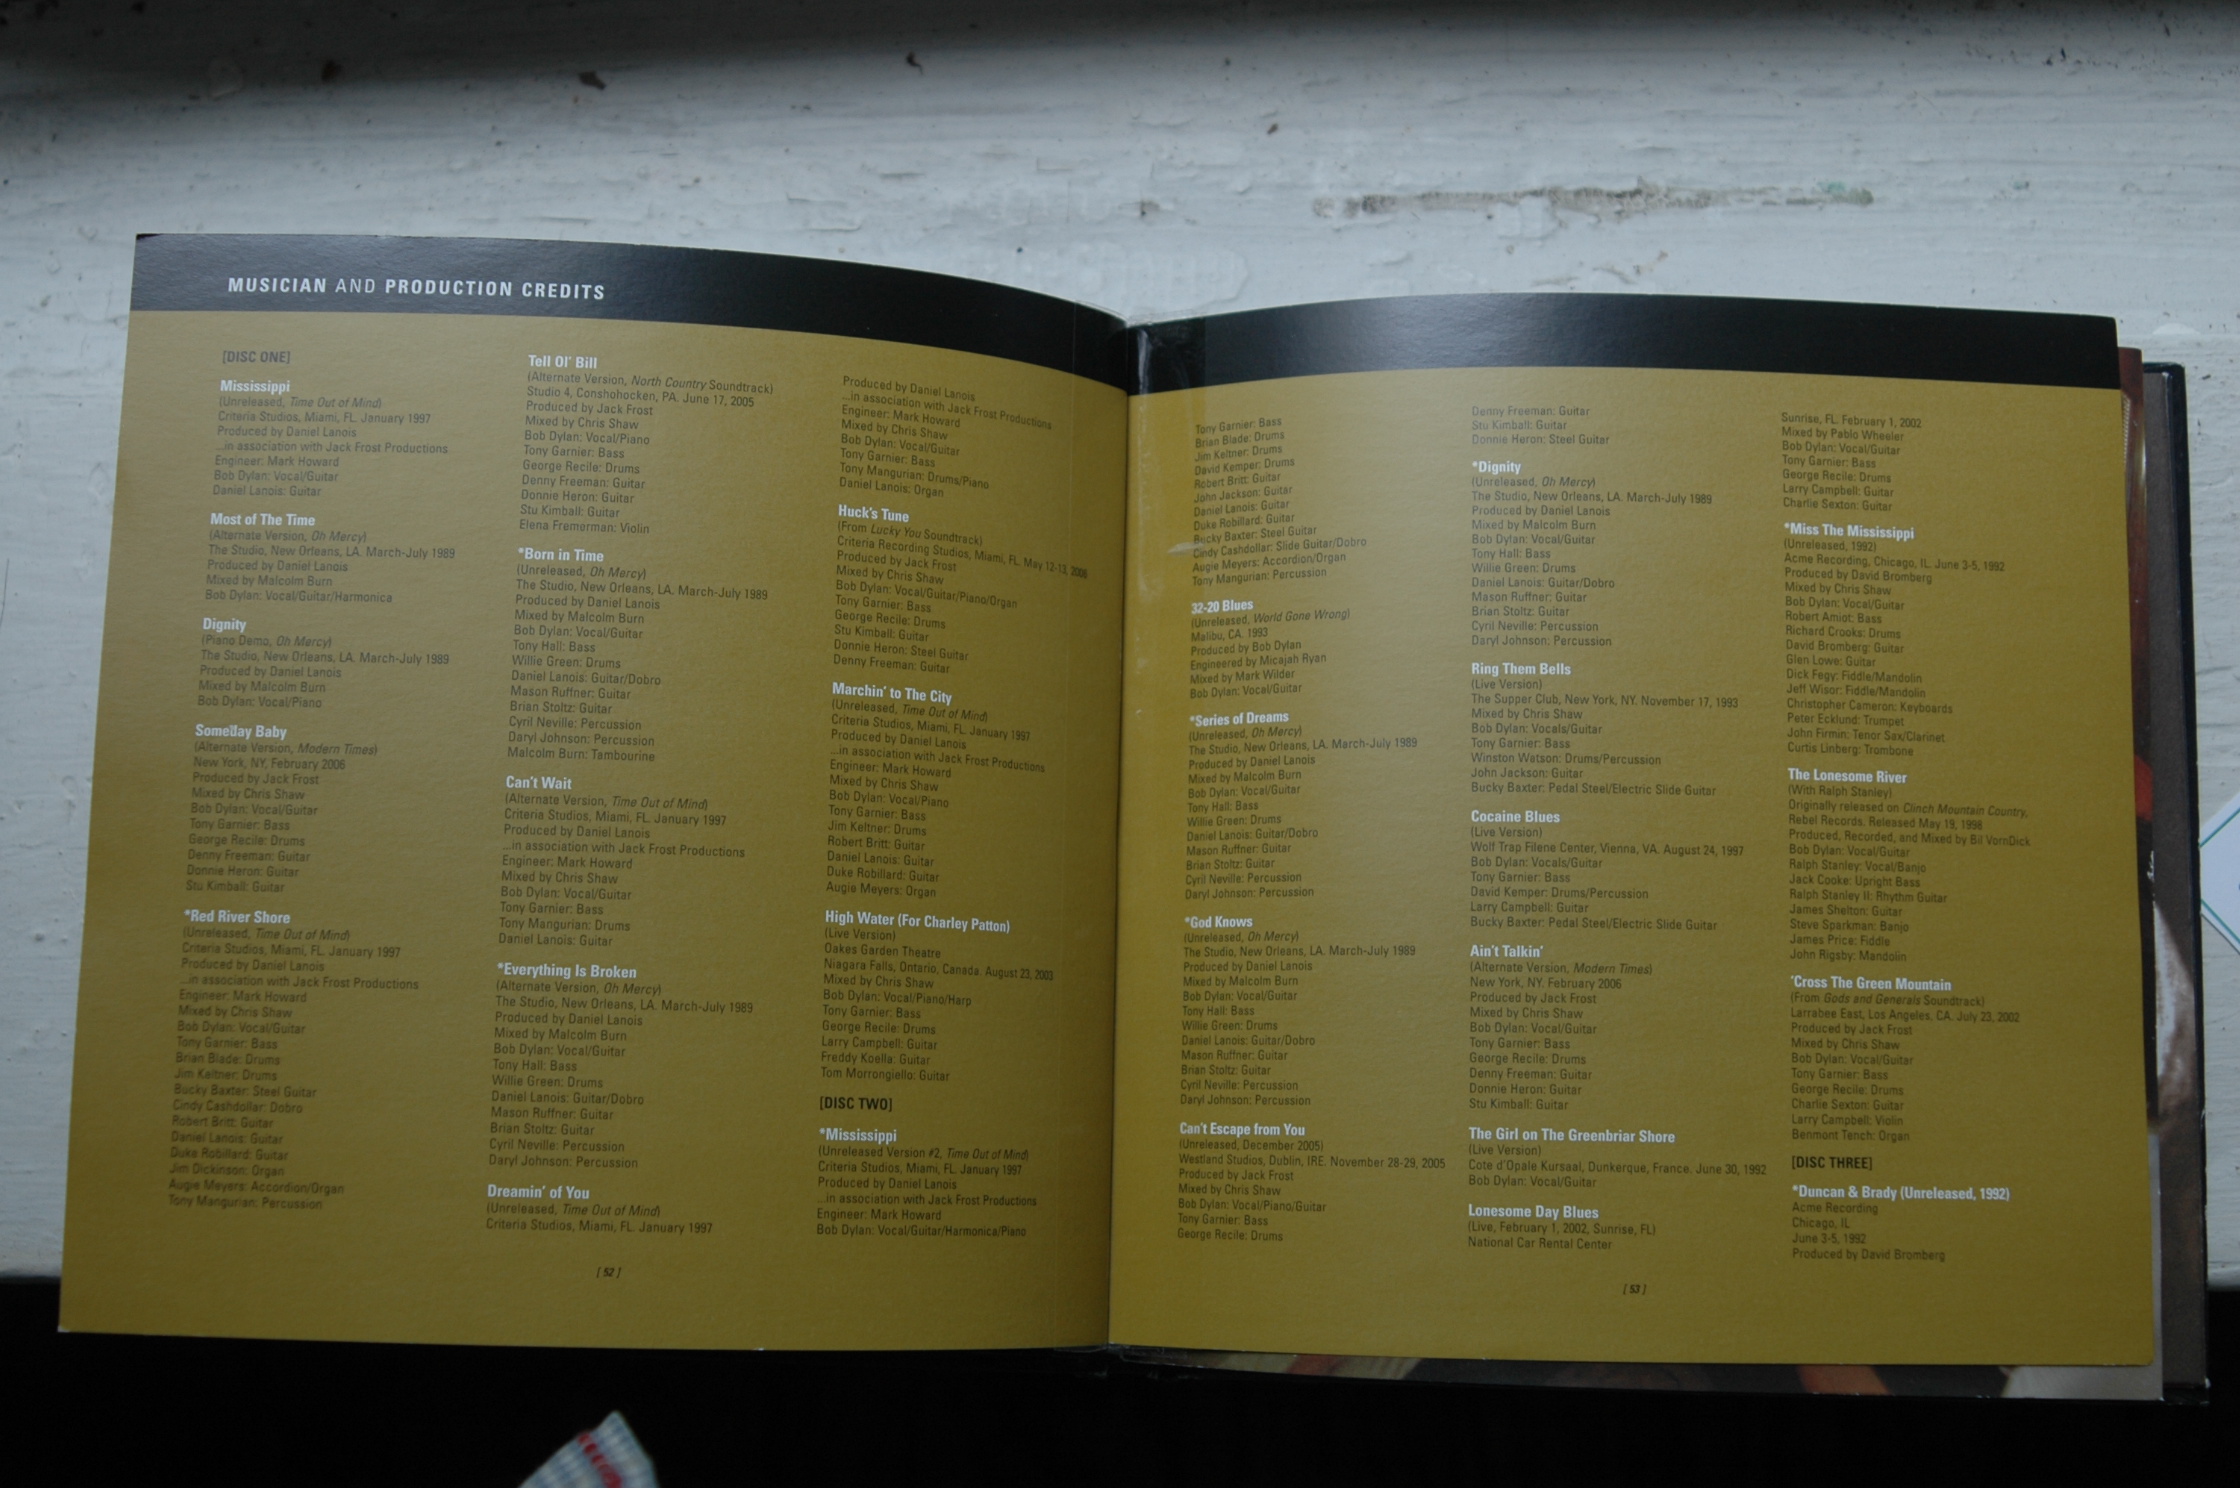 MUSICIAN AND PRODUCTION CREDITS
[DISC ONE]
Mississippi
(Unreleased, Time Out of Mind)
Criteria Studios, Miami, FL. January 1997
Produced by Daniel Lanois
...in association with Jack Frost Productions
Engineer: Mark Howard
Bob Dylan: Vocal/Guitar
Daniel Lanois: Guitar
Most of The Time
(Alternate Version, Oh Mercy)
The Studio, New Orleans, LA. March-July 1989
Produced by Daniel Lanois
Mixed by Malcolm Burn
Bob Dylan: Vocal/Guitar/Harmonica
Dignity
(Piano Demo, Oh Mercy)
The Studio, New Orleans, LA. March-July 1989
Produced by Daniel Lanois
Mixed by Malcolm Burn
Bob Dylan: Vocal/Piano
Someday Baby
(Alternate Version, Modern Times)
New York, NY, February 2006
Produced by Jack Frost
Mixed by Chris Shaw
Bob Dylan: Vocal/Guitar
Tony Garnier: Bass
George Recile: Drums
Denny Freeman: Guitar
Donnie Heron: Guitar
Stu Kimball: Guitar
*Red River Shore
(Unreleased, Time Out of Mind)
Criteria Studios, Miami, FL. January 1997
Produced by Daniel Lanois
...in association with Jack Frost Productions
Engineer: Mark Howard
Mixed by Chris Shaw
Bob Dylan: Vocal/Guitar
Tony Garnier: Bass
Brian Blade: Drums
Jim Keltner: Drums
Bucky Baxter: Steel Guitar
Cindy Cashdollar: Dobro
Robert Britt: Guitar
Daniel Lanois: Guitar
Duke Robillard: Guitar
Jim Dickinson: Organ
Augie Meyers: Accordion/Organ
Tony Mangurian: Percussion
Tell Ol' Bill
(Alternate Version, North Country Soundtrack)
Studio 4, Conshohocken, PA. June 17, 2005
Produced by Jack Frost
Mixed by Chris Shaw
Bob Dylan: Vocal/Piano
Tony Garnier: Bass
George Recile: Drums
Denny Freeman: Guitar
Donnie Heron: Guitar
Stu Kimball: Guitar
Elena Fremerman: Violin
*Born in Time
(Unreleased, Oh Mercy)
The Studio, New Orleans, LA. March-July 1989
Produced by Daniel Lanois
Mixed by Malcolm Burn
Bob Dylan: Vocal/Guitar
Tony Hall: Bass
Willie Green: Drums
Daniel Lanois: Guitar/Dobro
Mason Ruffner: Guitar
Brian Stoltz: Guitar
Cyril Neville: Percussion
Daryl Johnson: Percussion
Malcolm Burn: Tambourine
Can't Wait
(Alternate Version, Time Out of Mind)
Criteria Studios, Miami, FL. January 1997
Produced by Daniel Lanois
...in association with Jack Frost Productions
Engineer: Mark Howard
Mixed by Chris Shaw
Bob Dylan: Vocal/Guitar
Tony Garnier: Bass
Tony Mangurian: Drums
Daniel Lanois: Guitar
*Everything Is Broken
(Alternate Version, Oh Mercy)
The Studio, New Orleans, LA. March-July 1989
Produced by Daniel Lanois
Mixed by Malcolm Burn
Bob Dylan: Vocal/Guitar
Tony Hall: Bass
Willie Green: Drums
Daniel Lanois: Guitar/Dobro
Mason Ruffner: Guitar
Brian Stoltz: Guitar
Cyril Neville: Percussion
Daryl Johnson: Percussion
Dreamin' of You
(Unreleased, Time Out of Mind)
Criteria Studios, Miami, FL. January 1997
Produced by Daniel Lanois
...in association with Jack Frost Productions
Engineer: Mark Howard
Mixed by Chris Shaw
Bob Dylan: Vocal/Guitar
Tony Garnier: Bass
Tony Mangurian: Drums/Piano
Daniel Lanois: Organ
Huck's Tune
(From Lucky You Soundtrack)
Criteria Recording Studios, Miami, FL. May 12-13, 2006
Produced by Jack Frost
Mixed by Chris Shaw
Bob Dylan: Vocal/Guitar/Piano/Organ
Tony Garnier: Bass
George Recile: Drums
Stu Kimball: Guitar
Donnie Heron: Steel Guitar
Denny Freeman: Guitar
Marchin' to The City
(Unreleased, Time Out of Mind)
Criteria Studios, Miami, FL. January 1997
Produced by Daniel Lanois
...in association with Jack Frost Productions
Engineer: Mark Howard
Mixed by Chris Shaw
Bob Dylan: Vocal/Piano
Tony Garnier: Bass
Jim Keltner: Drums
Robert Britt: Guitar
Daniel Lanois: Guitar
Duke Robillard: Guitar
Augie Meyers: Organ
High Water (For Charley Patton)
(Live Version)
Oakes Garden Theatre
Niagara Falls, Ontario, Canada. August 23, 2003
Mixed by Chris Shaw
Bob Dylan: Vocal/Piano/Harp
Tony Garnier: Bass
George Recile: Drums
Larry Campbell: Guitar
Freddy Koella: Guitar
Tom Morrongiello: Guitar
[DISC TWO]
*Mississippi
(Unreleased Version #2, Time Out of Mind)
Criteria Studios, Miami, FL. January 1997
Produced by Daniel Lanois
...in association with Jack Frost Productions
Engineer: Mark Howard
Bob Dylan: Vocal/Guitar/Harmonica/Piano
[ 52 ]
Tony Garnier: Bass
Brian Blade: Drums
Jim Keltner: Drums
David Kemper: Drums
Robert Britt: Guitar
John Jackson: Guitar
Daniel Lanois: Guitar
Duke Robillard: Guitar
Bucky Baxter: Steel Guitar
Cindy Cashdollar: Slide Guitar/Dobro
Augie Meyers: Accordion/Organ
Tony Mangurian: Percussion
32-20 Blues
(Unreleased, World Gone Wrong)
Malibu, CA. 1993
Produced by Bob Dylan
Engineered by Micajah Ryan
Mixed by Mark Wilder
Bob Dylan: Vocal/Guitar
*Series of Dreams
(Unreleased, Oh Mercy)
The Studio, New Orleans, LA. March-July 1989
Produced by Daniel Lanois
Mixed by Malcolm Burn
Bob Dylan: Vocal/Guitar
Tony Hall: Bass
Willie Green: Drums
Daniel Lanois: Guitar/Dobro
Mason Ruffner: Guitar
Brian Stoltz: Guitar
Cyril Neville: Percussion
Daryl Johnson: Percussion
*God Knows
(Unreleased, Oh Mercy)
The Studio, New Orleans, LA. March-July 1989
Produced by Daniel Lanois
Mixed by Malcolm Burn
Bob Dylan: Vocal/Guitar
Tony Hall: Bass
Willie Green: Drums
Daniel Lanois: Guitar/Dobro
Mason Ruffner: Guitar
Brian Stoltz: Guitar
Cyril Neville: Percussion
Daryl Johnson: Percussion
Can't Escape from You
(Unreleased, December 2005)
Westland Studios, Dublin, IRE. November 28-29, 2005
Produced by Jack Frost
Mixed by Chris Shaw
Bob Dylan: Vocal/Piano/Guitar
Tony Garnier: Bass
George Recile: Drums
Denny Freeman: Guitar
Stu Kimball: Guitar
Donnie Heron: Steel Guitar
*Dignity
(Unreleased, Oh Mercy)
The Studio, New Orleans, LA. March-July 1989
Produced by Daniel Lanois
Mixed by Malcolm Burn
Bob Dylan: Vocal/Guitar
Tony Hall: Bass
Willie Green: Drums
Daniel Lanois: Guitar/Dobro
Mason Ruffner: Guitar
Brian Stoltz: Guitar
Cyril Neville: Percussion
Daryl Johnson: Percussion
Ring Them Bells
(Live Version)
The Supper Club, New York, NY. November 17, 1993
Mixed by Chris Shaw
Bob Dylan: Vocals/Guitar
Tony Garnier: Bass
Winston Watson: Drums/Percussion
John Jackson: Guitar
Bucky Baxter: Pedal Steel/Electric Slide Guitar
Cocaine Blues
(Live Version)
Wolf Trap Filene Center, Vienna, VA. August 24, 1997
Bob Dylan: Vocals/Guitar
Tony Garnier: Bass
David Kemper: Drums/Percussion
Larry Campbell: Guitar
Bucky Baxter: Pedal Steel/Electric Slide Guitar
Ain't Talkin'
(Alternate Version, Modern Times)
New York, NY. February 2006
Produced by Jack Frost
Mixed by Chris Shaw
Bob Dylan: Vocal/Guitar
Tony Garnier: Bass
George Recile: Drums
Denny Freeman: Guitar
Donnie Heron: Guitar
Stu Kimball: Guitar
The Girl on The Greenbriar Shore
(Live Version)
Cote d'Opale Kursaal, Dunkerque, France. June 30, 1992
Bob Dylan: Vocal/Guitar
Lonesome Day Blues
(Live, February 1, 2002, Sunrise, FL)
National Car Rental Center
Sunrise, FL. February 1, 2002
Mixed by Pablo Wheeler
Bob Dylan: Vocal/Guitar
Tony Garnier: Bass
George Recile: Drums
Larry Campbell: Guitar
Charlie Sexton: Guitar
*Miss The Mississippi
(Unreleased, 1992)
Acme Recording, Chicago, IL. June 3-5, 1992
Produced by David Bromberg
Mixed by Chris Shaw
Bob Dylan: Vocal/Guitar
Robert Amiot: Bass
Richard Crooks: Drums
David Bromberg: Guitar
Glen Lowe: Guitar
Dick Fegy: Fiddle/Mandolin
Jeff Wisor: Fiddle/Mandolin
Christopher Cameron: Keyboards
Peter Ecklund: Trumpet
John Firmin: Tenor Sax/Clarinet
Curtis Linberg: Trombone
The Lonesome River
(With Ralph Stanley)
Originally released on Clinch Mountain Country,
Rebel Records. Released May 19, 1998
Produced, Recorded, and Mixed by Bil VornDick
Bob Dylan: Vocal/Guitar
Ralph Stanley: Vocal/Banjo
Jack Cooke: Upright Bass
Ralph Stanley II: Rhythm Guitar
James Shelton: Guitar
Steve Sparkman: Banjo
James Price: Fiddle
John Rigsby: Mandolin
'Cross The Green Mountain
(From Gods and Generals Soundtrack)
Larrabee East, Los Angeles, CA. July 23, 2002
Produced by Jack Frost
Mixed by Chris Shaw
Bob Dylan: Vocal/Guitar
Tony Garnier: Bass
George Recile: Drums
Charlie Sexton: Guitar
Larry Campbell: Violin
Benmont Tench: Organ
[DISC THREE]
*Duncan & Brady (Unreleased, 1992)
Acme Recording
Chicago, IL
June 3-5, 1992
Produced by David Bromberg
[ 53 ]